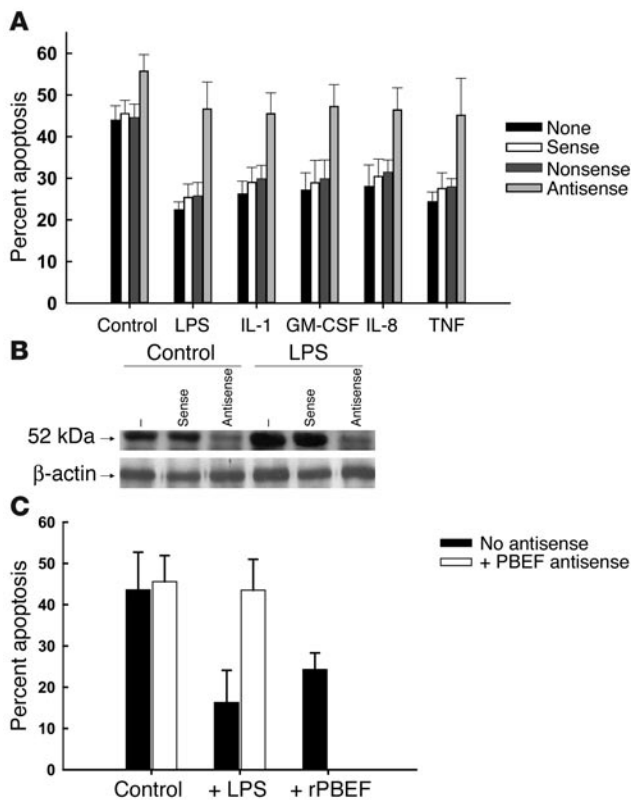 A
Percent apoptosis
60
50
40
30
20
10
0
Control LPS IL-1 GM-CSF IL-8 TNF
None
Sense
Nonsense
Antisense
B
Control LPS
– Sense Antisense – Sense Antisense
52 kDa→
β-actin→
C
Percent apoptosis
60
50
40
30
20
10
0
Control + LPS + rPBEF
No antisense
+ PBEF antisense